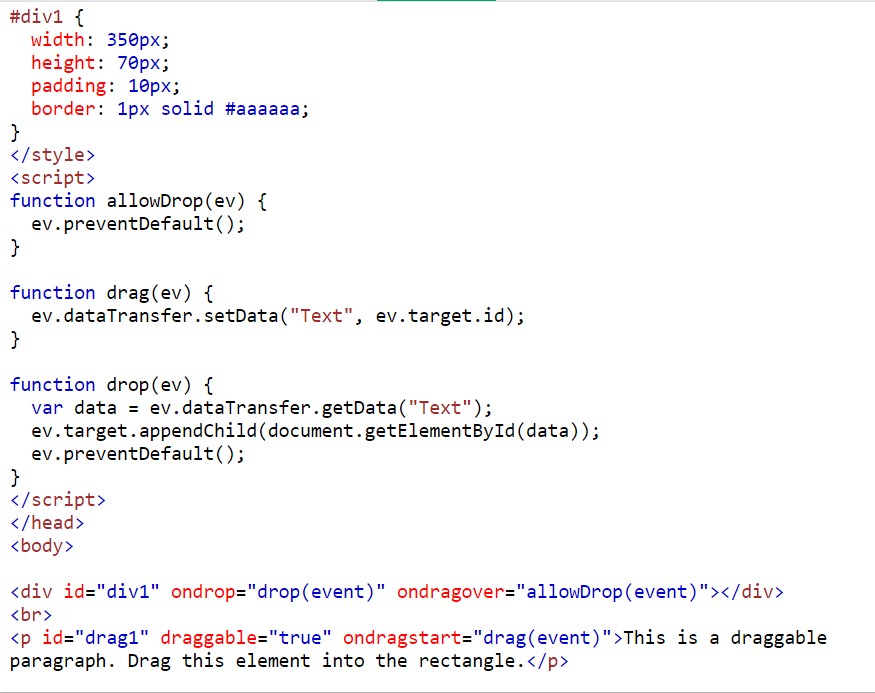 #div1 {
  width: 350px;
  height: 70px;
  padding: 10px;
  border: 1px solid #aaaaaa;
}
</style>
<script>
function allowDrop(ev) {
  ev.preventDefault();
}

function drag(ev) {
  ev.dataTransfer.setData("Text", ev.target.id);
}

function drop(ev) {
  var data = ev.dataTransfer.getData("Text");
  ev.target.appendChild(document.getElementById(data));
  ev.preventDefault();
}
</script>
</head>
<body>

<div id="div1" ondrop="drop(event)" ondragover="allowDrop(event)"></div>
<br>
<p id="drag1" draggable="true" ondragstart="drag(event)">This is a draggable
paragraph. Drag this element into the rectangle.</p>